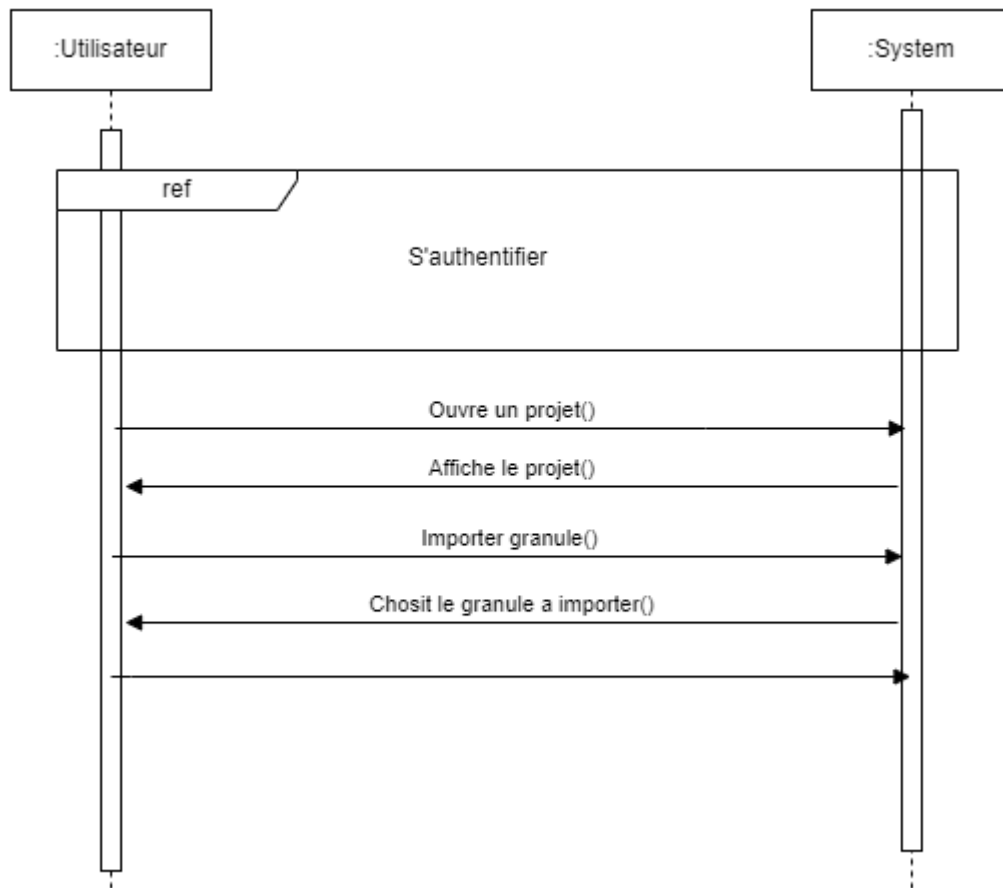 :Utilisateur
:System
ref
S'authentifier
Ouvre un projet()
Affiche le projet()
Importer granule()
Chosit le granule a importer()